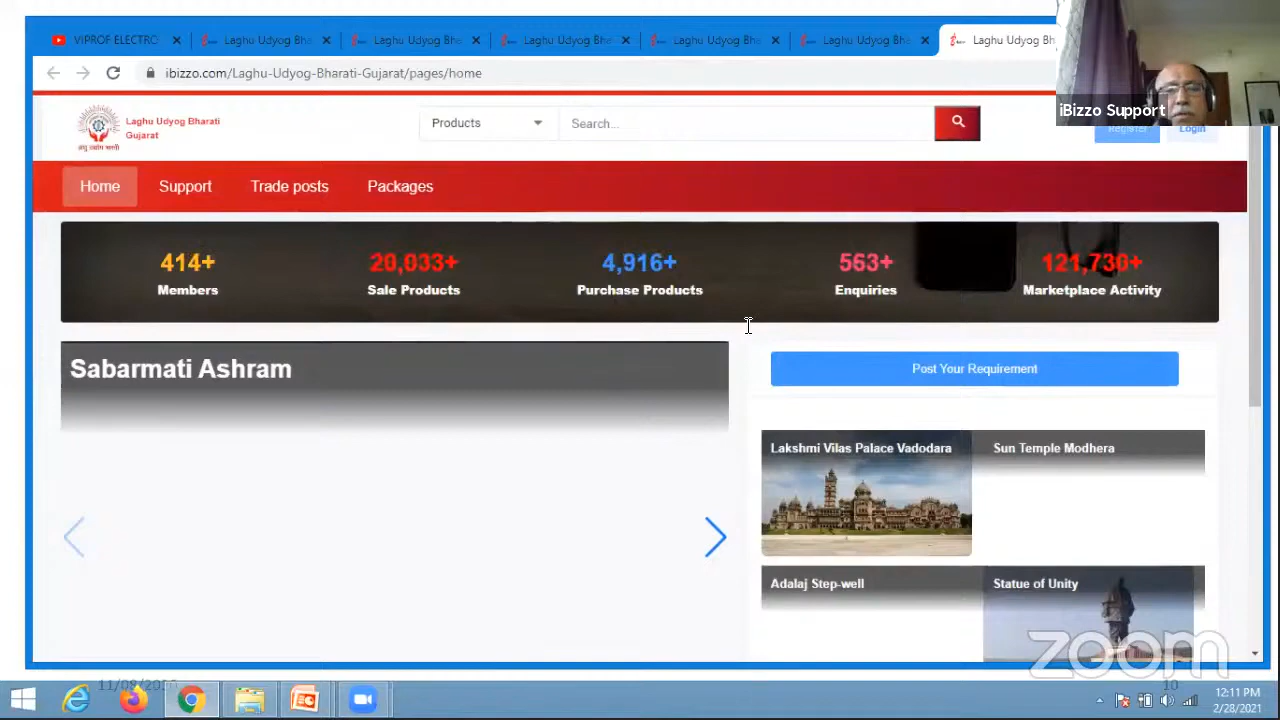 VIPROF ELECTRO
Laghu Udyog Bha
Laghu Udyog Bha
Laghu Udyog Bha
Laghu Udyog Bha
Laghu Udyog Bha
Laghu Udyog Bh
ibizzo.com/Laghu-Udyog-Bharati-Gujarat/pages/home
iBizzo Support
Laghu Udyog Bharati
Gujarat
Products
Search...
Register
Login
Home
Support
Trade posts
Packages
414+
20,033+
4,916+
563+
121,730+
Members
Sale Products
Purchase Products
Enquiries
Marketplace Activity
Sabarmati Ashram
Post Your Requirement
Lakshmi Vilas Palace Vadodara
Sun Temple Modhera
Adalaj Step-well
Statue of Unity
zoom
10
12:11 PM
2/28/2021